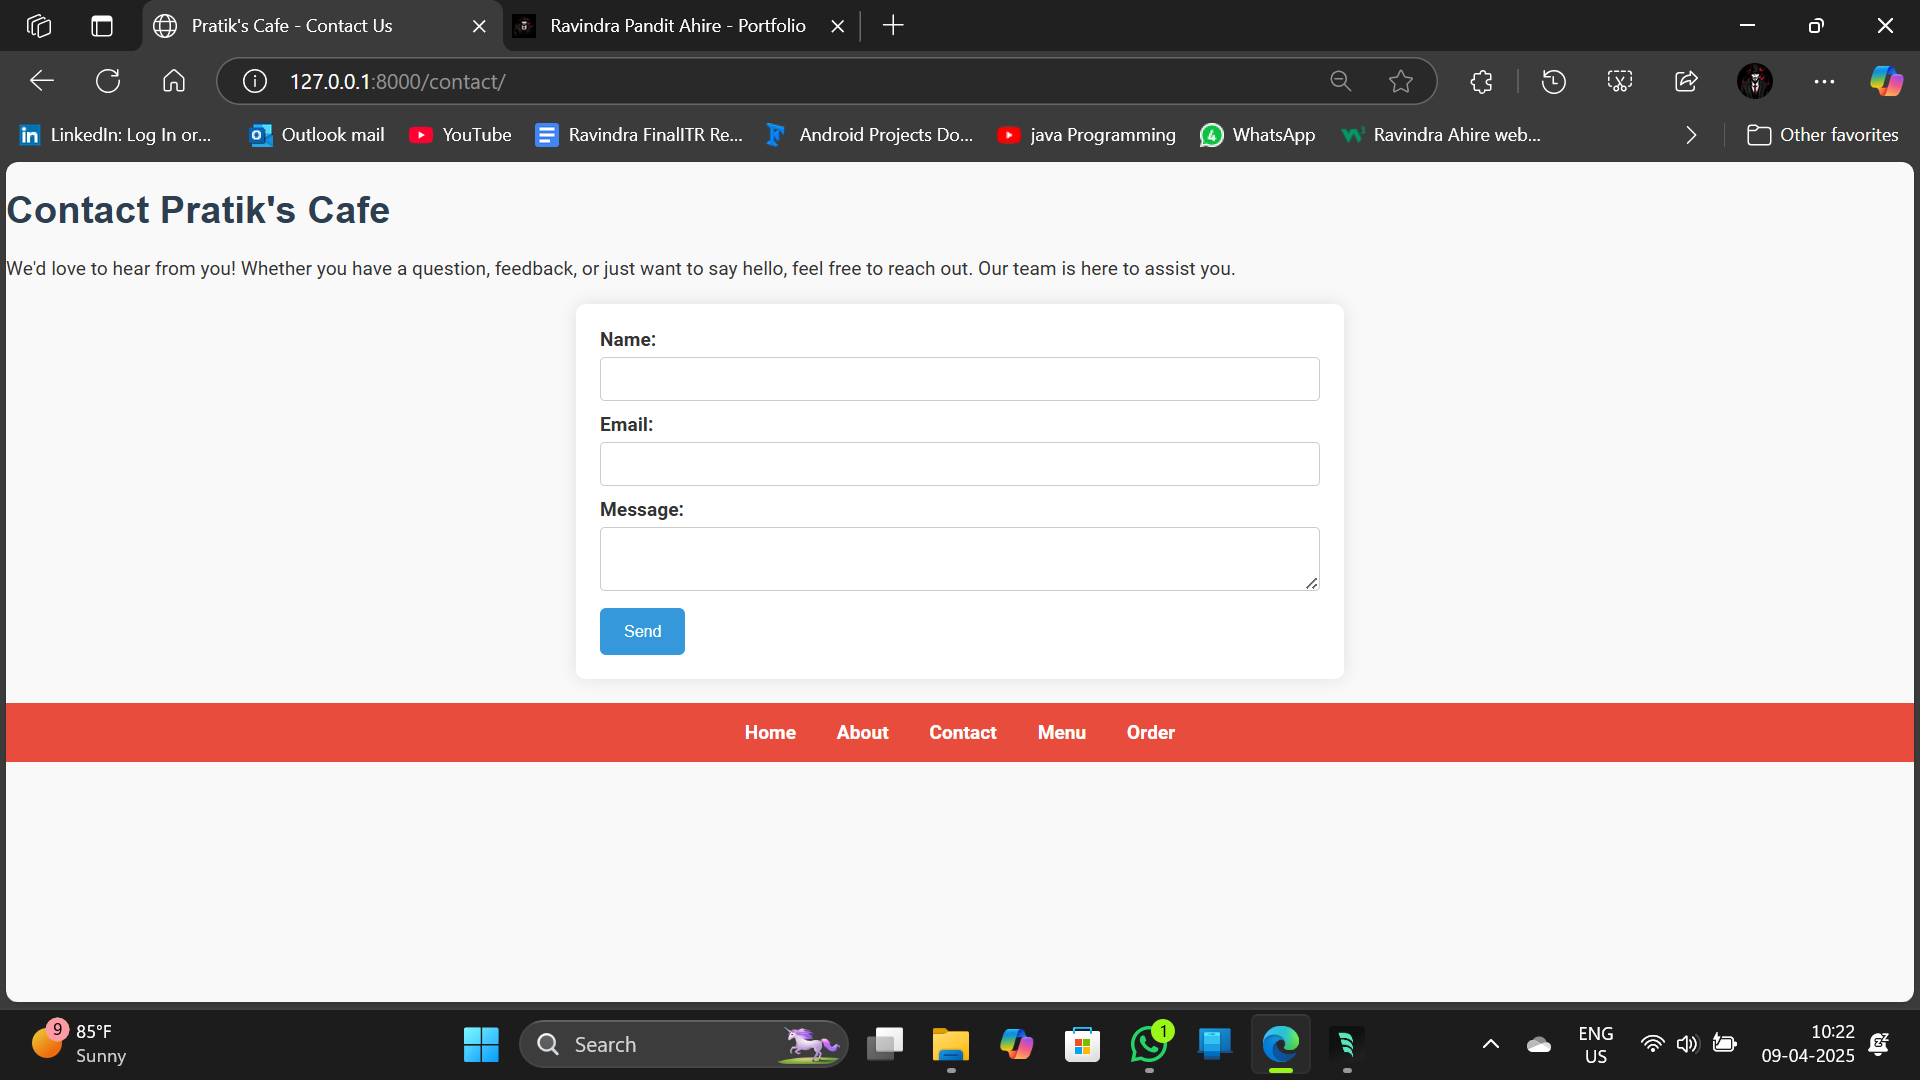 Pratik's Cafe - Contact Us
Ravindra Pandit Ahire - Portfolio
127.0.0.1:8000/contact/
LinkedIn: Log In or...
Outlook mail
YouTube
Ravindra FinalITR Re...
Android Projects Do...
java Programming
4
WhatsApp
Ravindra Ahire web...
Other favorites
Contact Pratik's Cafe
We'd love to hear from you! Whether you have a question, feedback, or just want to say hello, feel free to reach out. Our team is here to assist you.
Name:
Email:
Message:
Send
Home About Contact Menu Order
9
85°F
Sunny
Search
1
ENG
US
10:22
09-04-2025